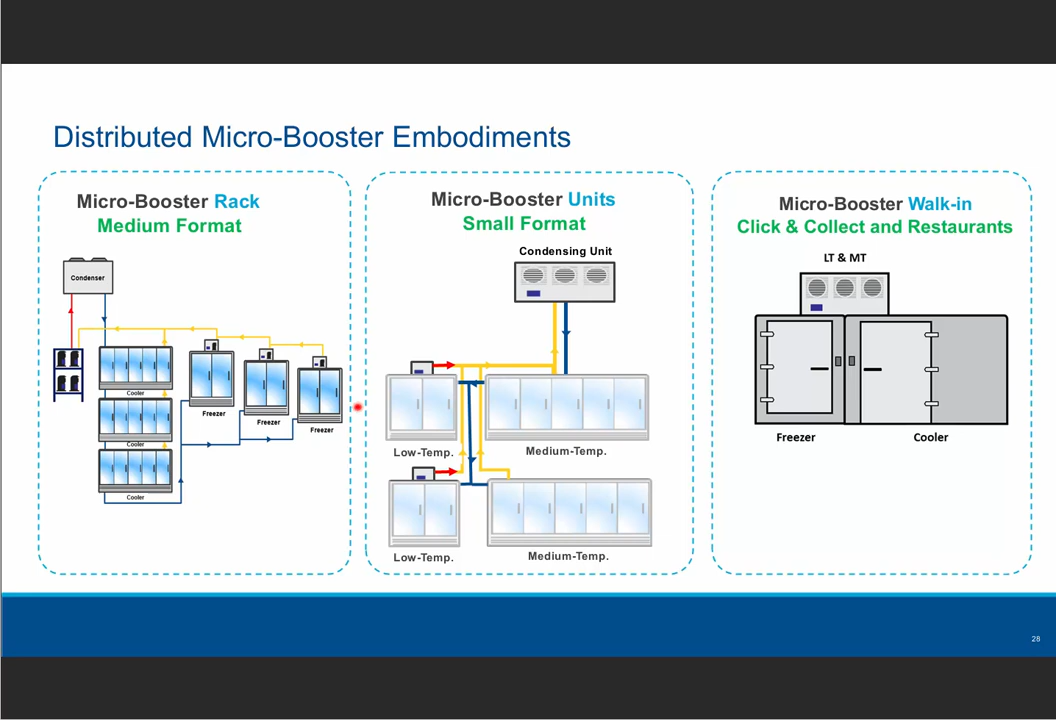 Distributed Micro-Booster Embodiments
Micro-Booster Rack
Medium Format
Condenser
Cooler
Cooler
Cooler
Freezer
Freezer
Freezer
Micro-Booster Units
Small Format
Condensing Unit
Low-Temp.
Medium-Temp.
Low-Temp.
Medium-Temp.
Micro-Booster Walk-in
Click & Collect and Restaurants
LT & MT
Freezer
Cooler
28